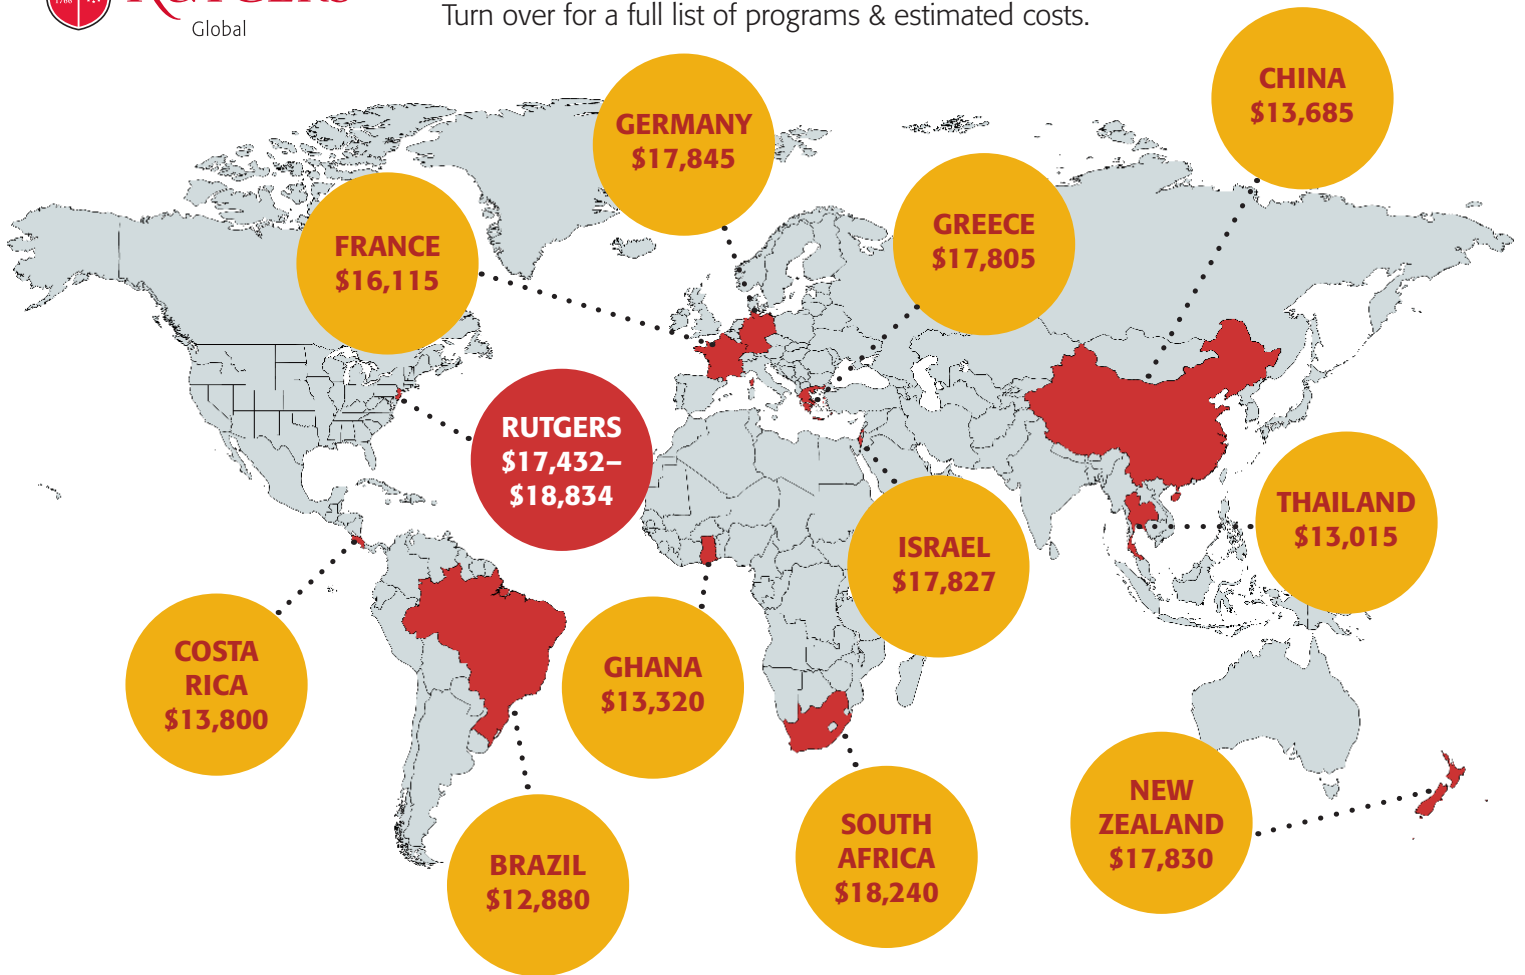 1766
RUTGERS
Global
Turn over for a full list of programs & estimated costs.
CHINA
$13,685
GERMANY
$17,845
GREECE
$17,805
FRANCE
$16,115
RUTGERS
$17,432–
$18,834
THAILAND
$13,015
ISRAEL
$17,827
COSTA
RICA
$13,800
GHANA
$13,320
NEW
ZEALAND
$17,830
SOUTH
AFRICA
$18,240
BRAZIL
$12,880